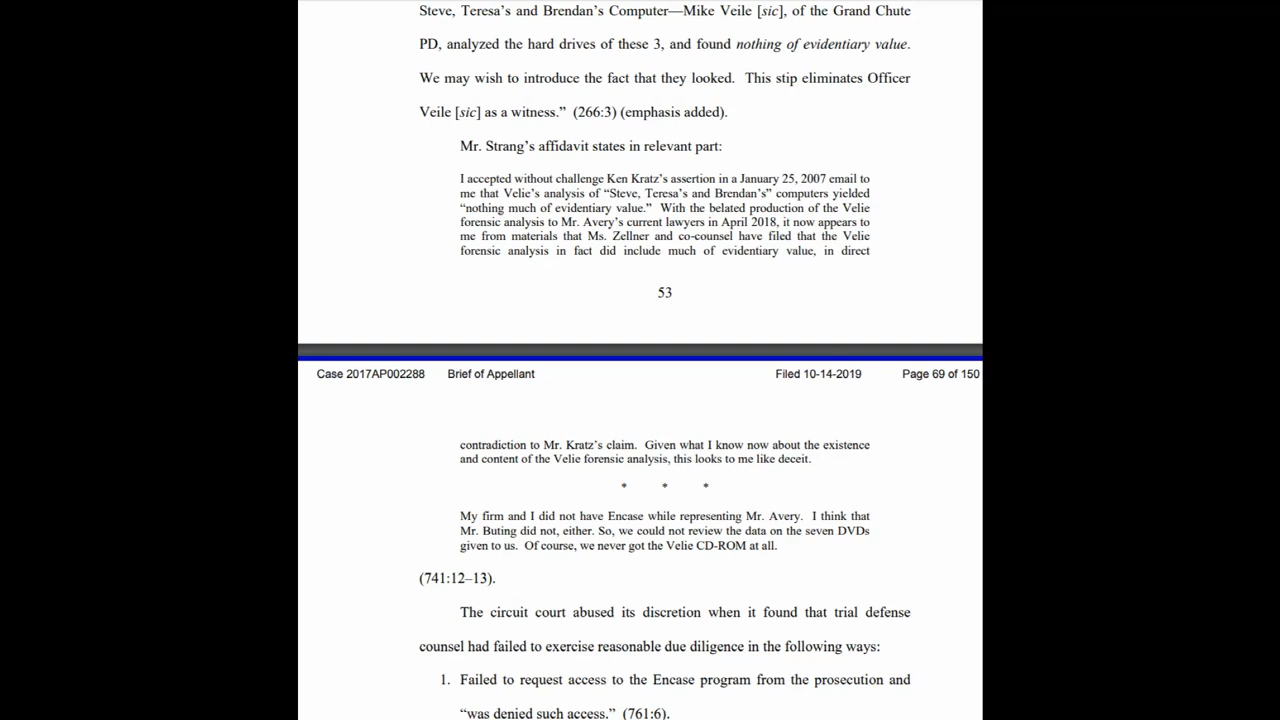 Steve, Teresa’s and Brendan’s Computer—Mike Veile [sic], of the Grand Chute
PD, analyzed the hard drives of these 3, and found nothing of evidentiary value.
We may wish to introduce the fact that they looked. This stip eliminates Officer
Veile [sic] as a witness.” (266:3) (emphasis added).
Mr. Strang’s affidavit states in relevant part:
I accepted without challenge Ken Kratz’s assertion in a January 25, 2007 email to
me that Velie’s analysis of “Steve, Teresa’s and Brendan’s” computers yielded
“nothing much of evidentiary value.” With the belated production of the Velie
forensic analysis to Mr. Avery’s current lawyers in April 2018, it now appears to
me from materials that Ms. Zellner and co-counsel have filed that the Velie
forensic analysis in fact did include much of evidentiary value, in direct
53
Case 2017AP002288 Brief of Appellant Filed 10-14-2019 Page 69 of 150
contradiction to Mr. Kratz’s claim. Given what I know now about the existence
and content of the Velie forensic analysis, this looks to me like deceit.
* * *
My firm and I did not have Encase while representing Mr. Avery. I think that
Mr. Buting did not, either. So, we could not review the data on the seven DVDs
given to us. Of course, we never got the Velie CD-ROM at all.
(741:12–13).
The circuit court abused its discretion when it found that trial defense
counsel had failed to exercise reasonable due diligence in the following ways:
1. Failed to request access to the Encase program from the prosecution and
“was denied such access.” (761:6).